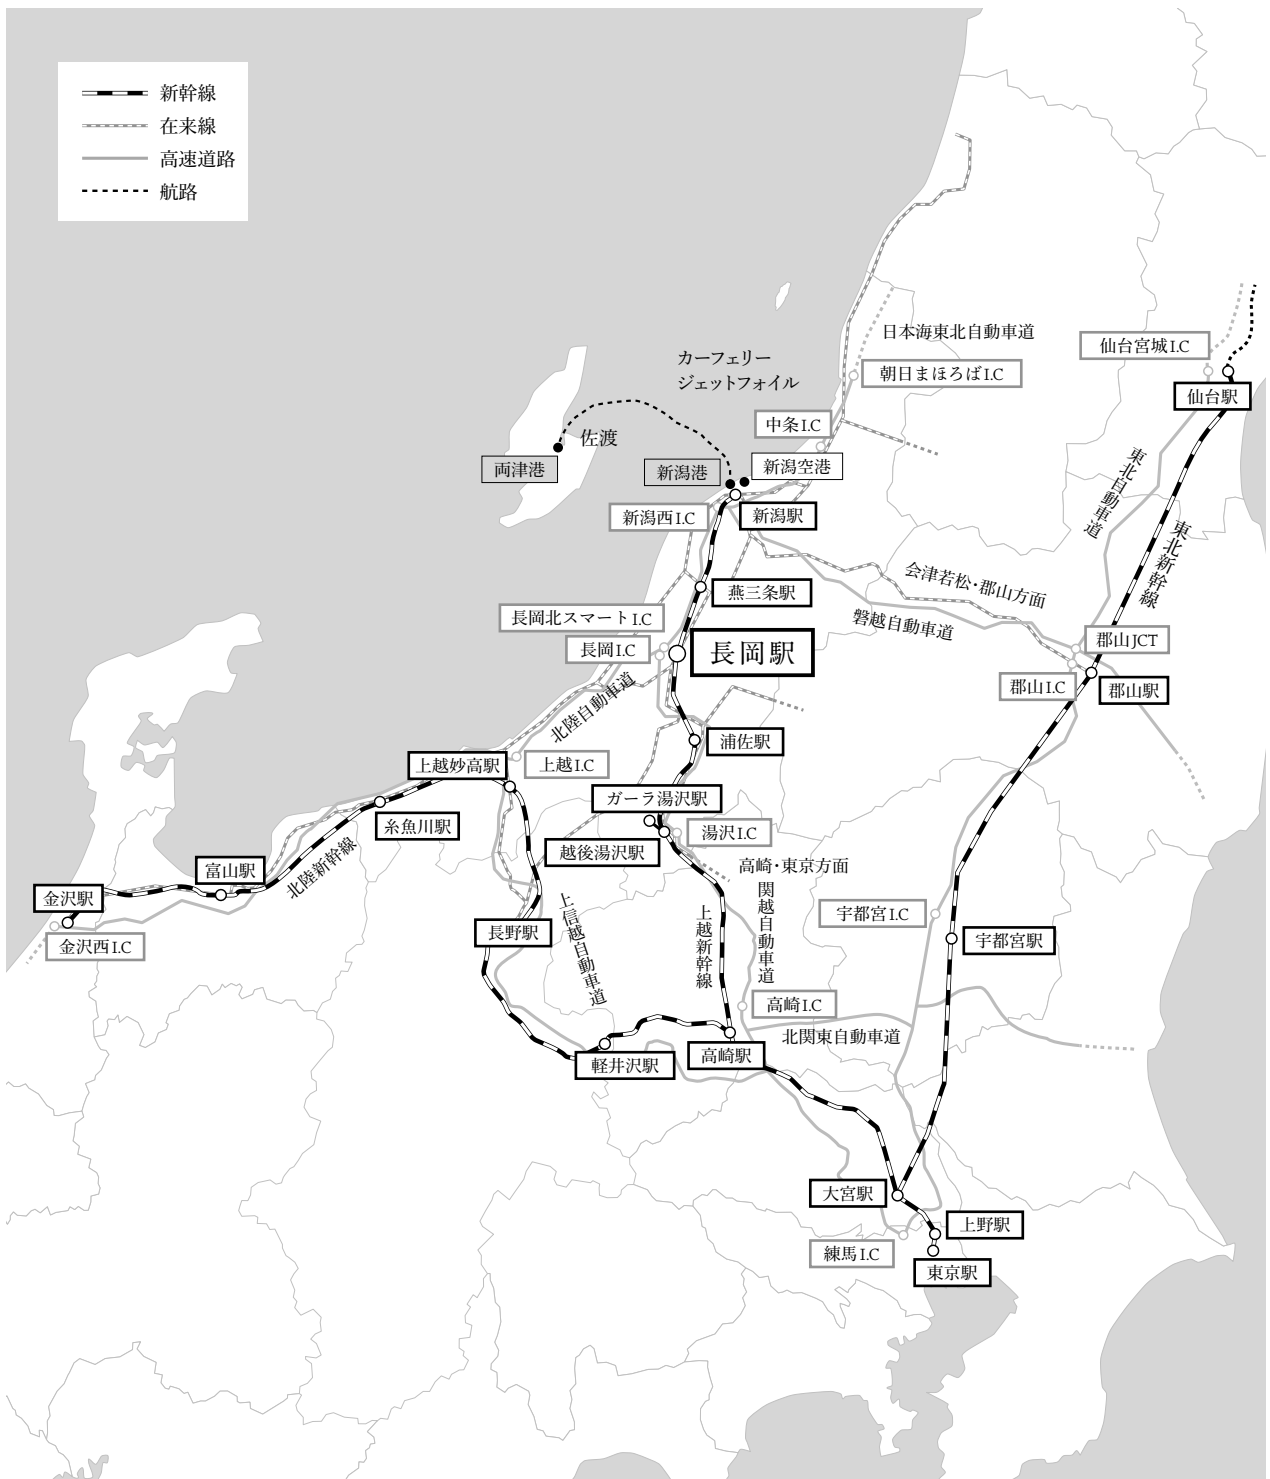 新幹線
在来線
高速道路
航路
日本海東北自動車道
仙台宮城I.C
カーフェリー
ジェットフォイル
朝日まほろばI.C
仙台駅
中条I.C
佐渡
両津港
新潟港
新潟空港
新潟西I.C
新潟駅
東北自動車道
東北新幹線
会津若松・郡山方面
燕三条駅
長岡北スマートI.C
磐越自動車道
長岡I.C
長岡駅
郡山JCT
郡山I.C
郡山駅
北陸自動車道
浦佐駅
上越妙高駅
上越I.C
ガーラ湯沢駅
糸魚川駅
湯沢I.C
越後湯沢駅
北陸新幹線
高崎・東京方面
富山駅
金沢駅
金沢西I.C
関越自動車道
上越新幹線
上信越自動車道
宇都宮I.C
長野駅
宇都宮駅
高崎I.C
北関東自動車道
軽井沢駅
高崎駅
大宮駅
上野駅
練馬I.C
東京駅